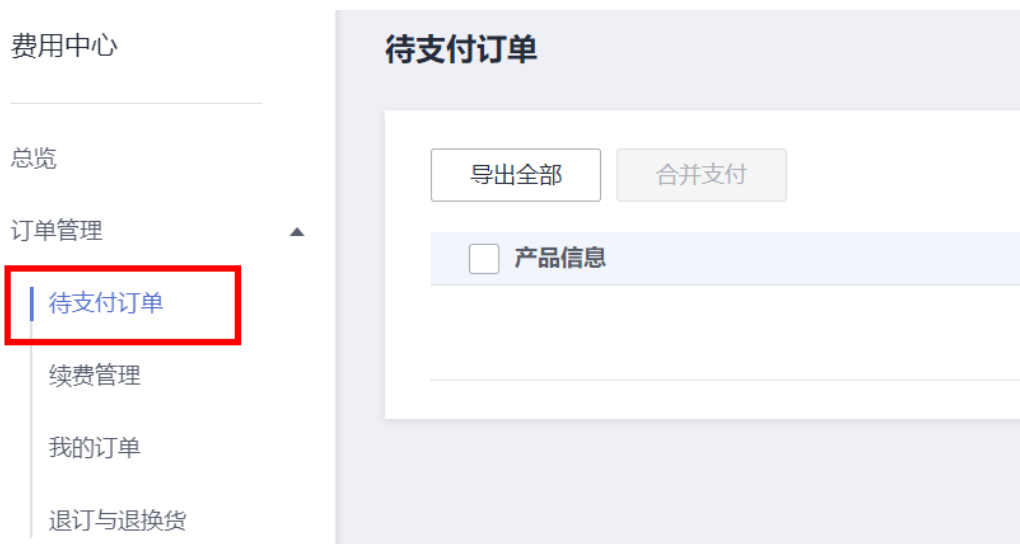 费用中心
总览
订单管理
待支付订单
续费管理
我的订单
退订与退换货
待支付订单
导出全部
合并支付
产品信息